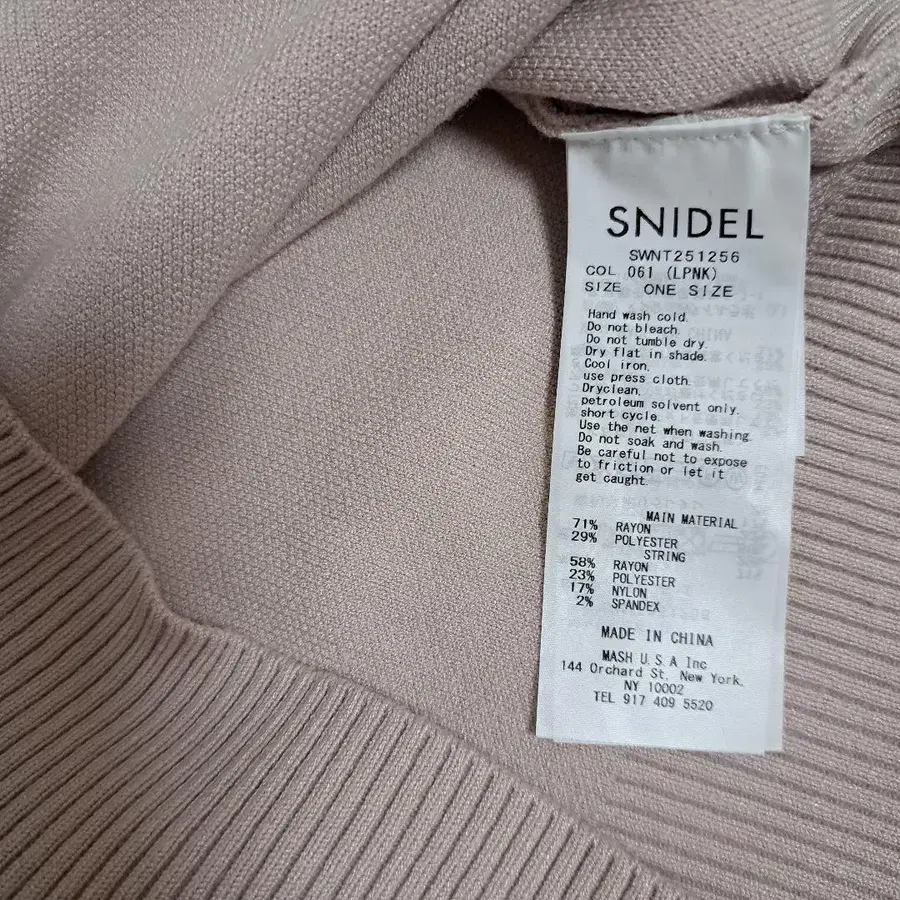 SNIDEL
SWNT251256
COL 061 (LPNK)
SIZE ONE SIZE
Hand wash cold.
Do not bleach.
Do not tumble dry.
Dry flat in shade.
Cool iron.
use press cloth.
Dryclean,
petroleum solvent only.
short cycle.
Use the net when washing.
Do not soak and wash.
Be careful not to expose
to friction or let it
get caught.
MAIN MATERIAL
71% RAYON
29% POLYESTER
STRING
58% RAYON
23% POLYESTER
17% NYLON
2% SPANDEX
MADE IN CHINA
MASH U.S.A Inc
144 Orchard St, New York,
NY 10002
TEL 917 409 5520